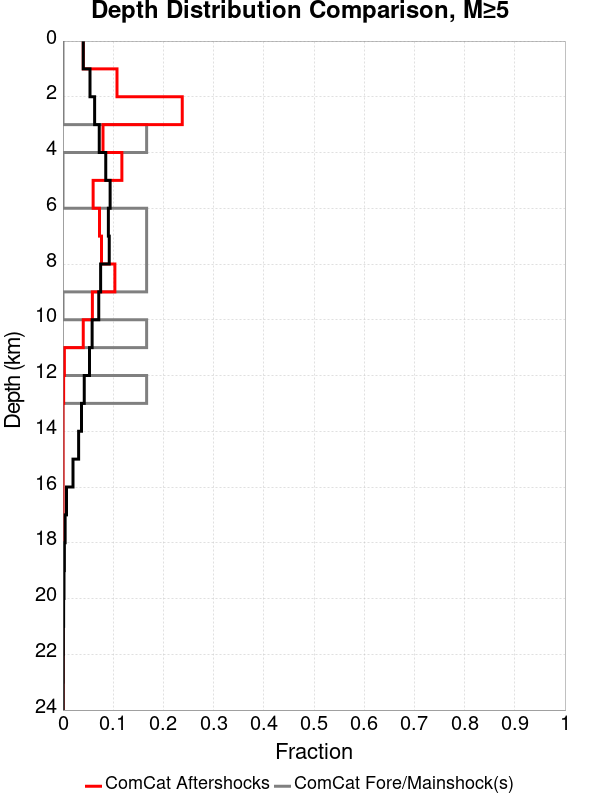 Depth Distribution Comparison, M≥5
0
2
4
6
8
10
12
14
16
18
20
22
24
Depth (km)
0 0.1 0.2 0.3 0.4 0.5 0.6 0.7 0.8 0.9 1
Fraction
ComCat Aftershocks ComCat Fore/Mainshock(s)